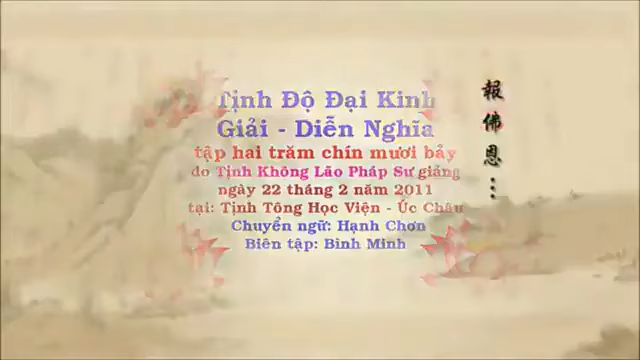 Tịnh Độ Đại Kinh
Giải - Diễn Nghĩa
tập hai trăm chín mươi bảy
do Tịnh Không Lão Pháp Sư giảng
ngày 22 tháng 2 năm 2011
tại: Tịnh Tông Học Viện - Úc Châu
Chuyển ngữ: Hạnh Chơn
Biên tập: Bình Minh
報佛恩...